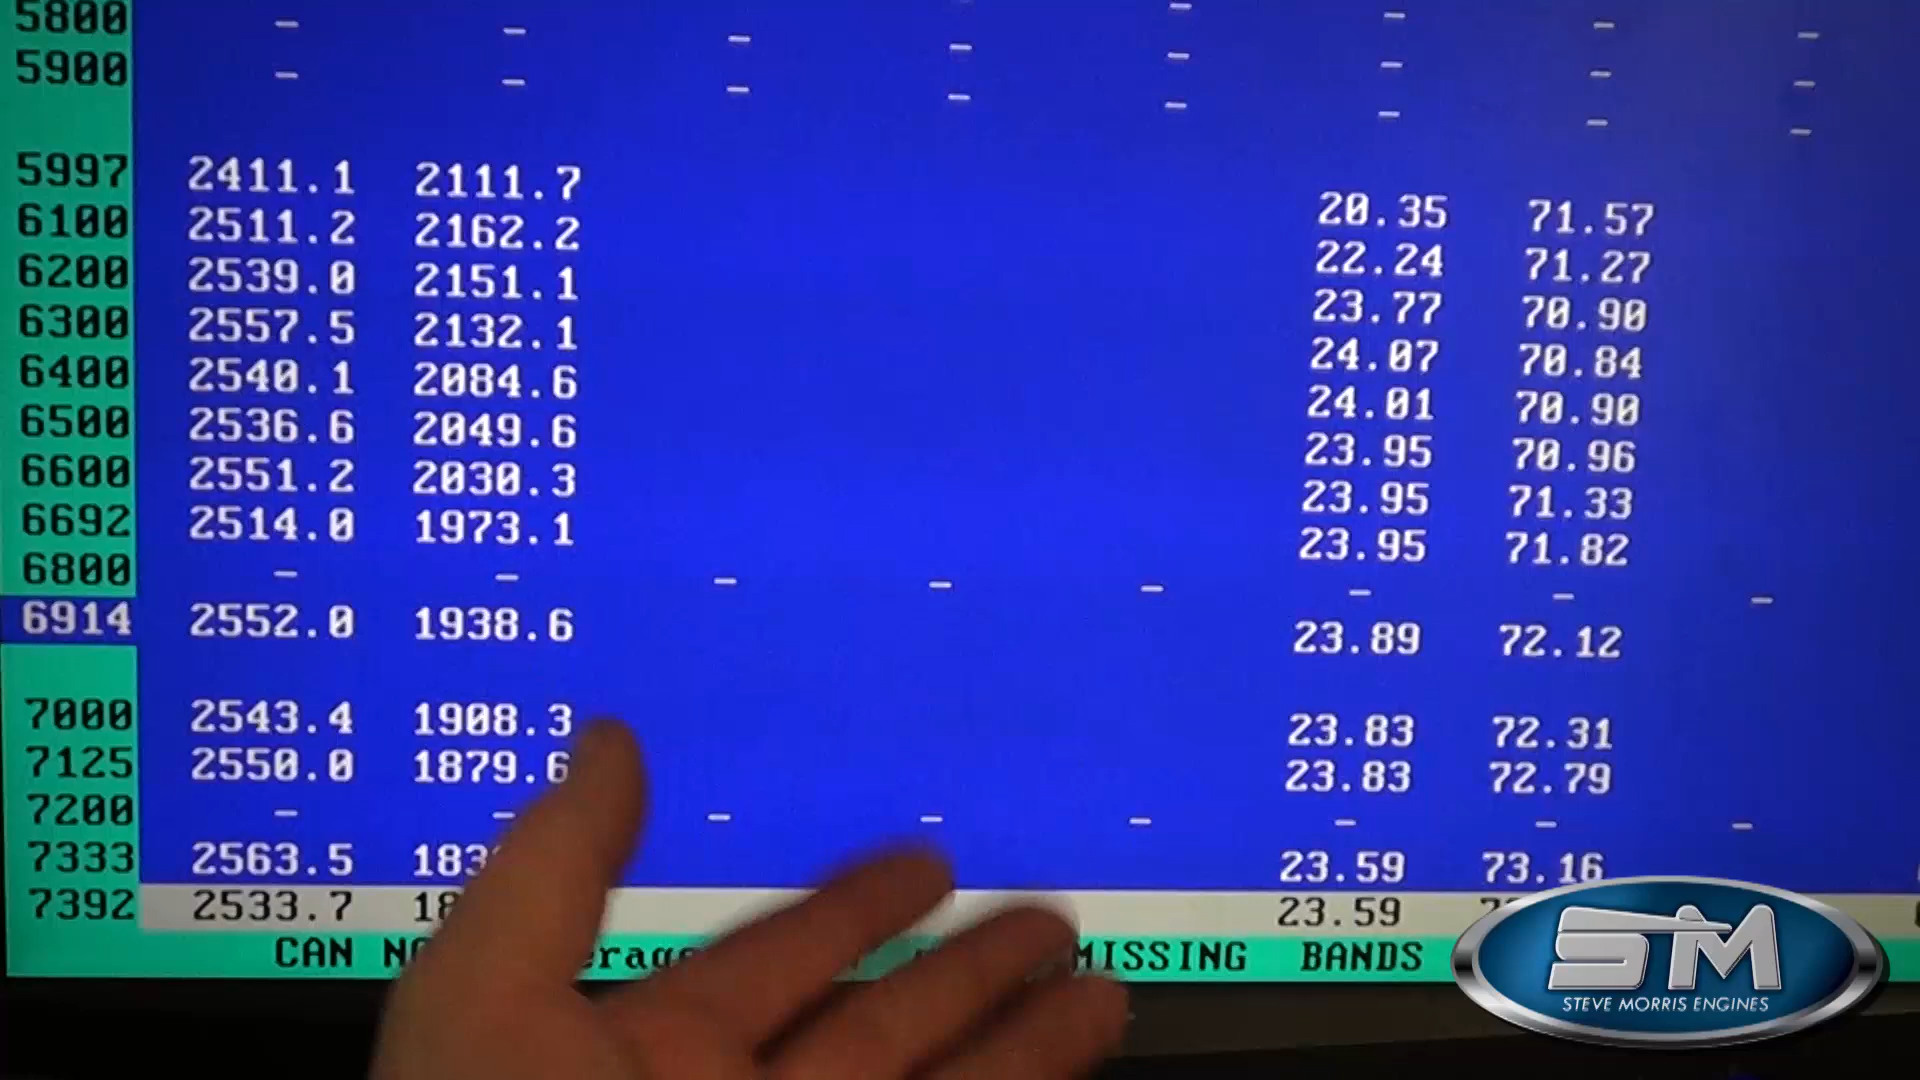 5800 – – – – – – – –
5900 – – – – – – – –
– – – – – – – –
5997 2411.1 2111.7 20.35 71.57
6100 2511.2 2162.2 22.24 71.27
6200 2539.0 2151.1 23.77 70.90
6300 2557.5 2132.1 24.07 70.84
6400 2540.1 2084.6 24.01 70.90
6500 2536.6 2049.6 23.95 70.96
6600 2551.2 2030.3 23.95 71.33
6692 2514.0 1973.1 23.95 71.82
6800 – – – – – – – –
6914 2552.0 1938.6 23.89 72.12
7000 2543.4 1908.3 23.83 72.31
7125 2550.0 1879.6 23.83 72.79
7200 – – – – – – – –
7333 2563.5 183 23.59 73.16
7392 2533.7 18 23.59
CAN MISSING BANDS
SM
STEVE MORRIS ENGINES